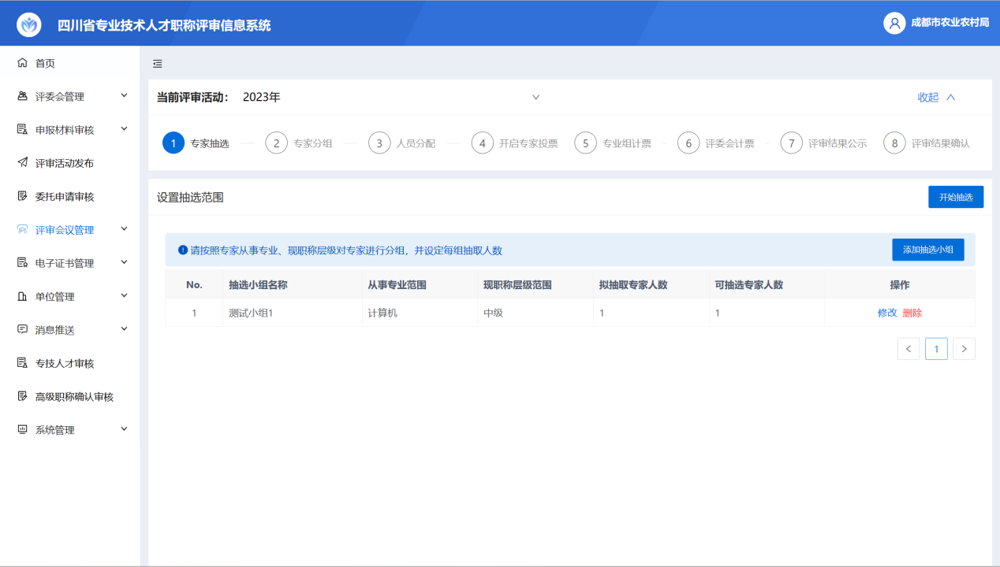 四川省专业技术人才职称评审信息系统
成都市农业农村局
首页
评委会管理
申报材料审核
评审活动发布
委托申请审核
评审会议管理
电子证书管理
单位管理
消息推送
专技人才审核
高级职称确认审核
系统管理
当前评审活动： 2023年
收起
1 专家抽选 2 专家分组 3 人员分配 4 开启专家投票 5 专业组计票 6 评委会计票 7 评审结果公示 8 评审结果确认
设置抽选范围
开始抽选
请按照专家从事专业、现职称层级对专家进行分组，并设定每组抽取人数
添加抽选小组
No. 抽选小组名称 从事专业范围 现职称层级范围 拟抽取专家人数 可抽选专家人数 操作
1 测试小组1 计算机 中级 1 1 修改 删除
< 1 >